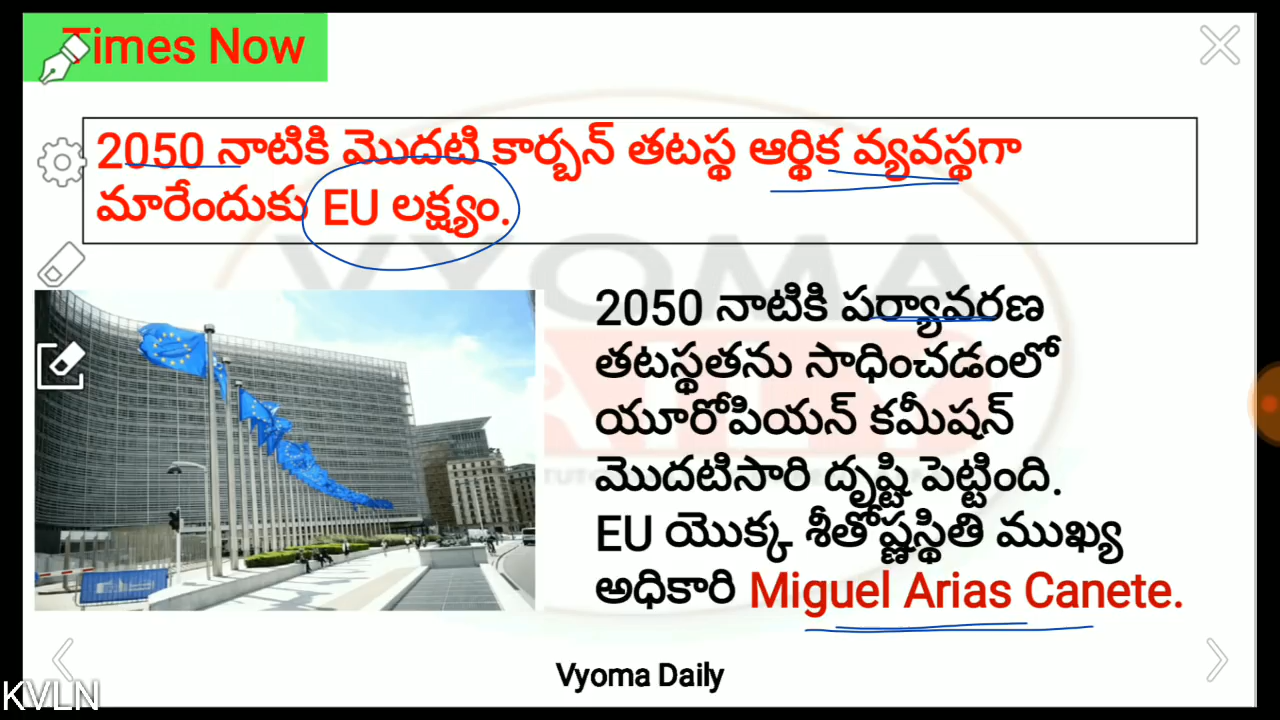 Times Now
2050 నాటికి మొదటి కార్బన్ తటస్థ ఆర్థిక వ్యవస్థగా
మారేందుకు EU లక్ష్యం.
VYOMA
2050 నాటికి పర్యావరణ
తటస్థతను సాధించడంలో
యూరోపియన్ కమీషన్
మొదటిసారి దృష్టి పెట్టింది.
EU యొక్క శీతోష్ణస్థితి ముఖ్య
అధికారి Miguel Arias Canete.
Vyoma Daily
KVLN